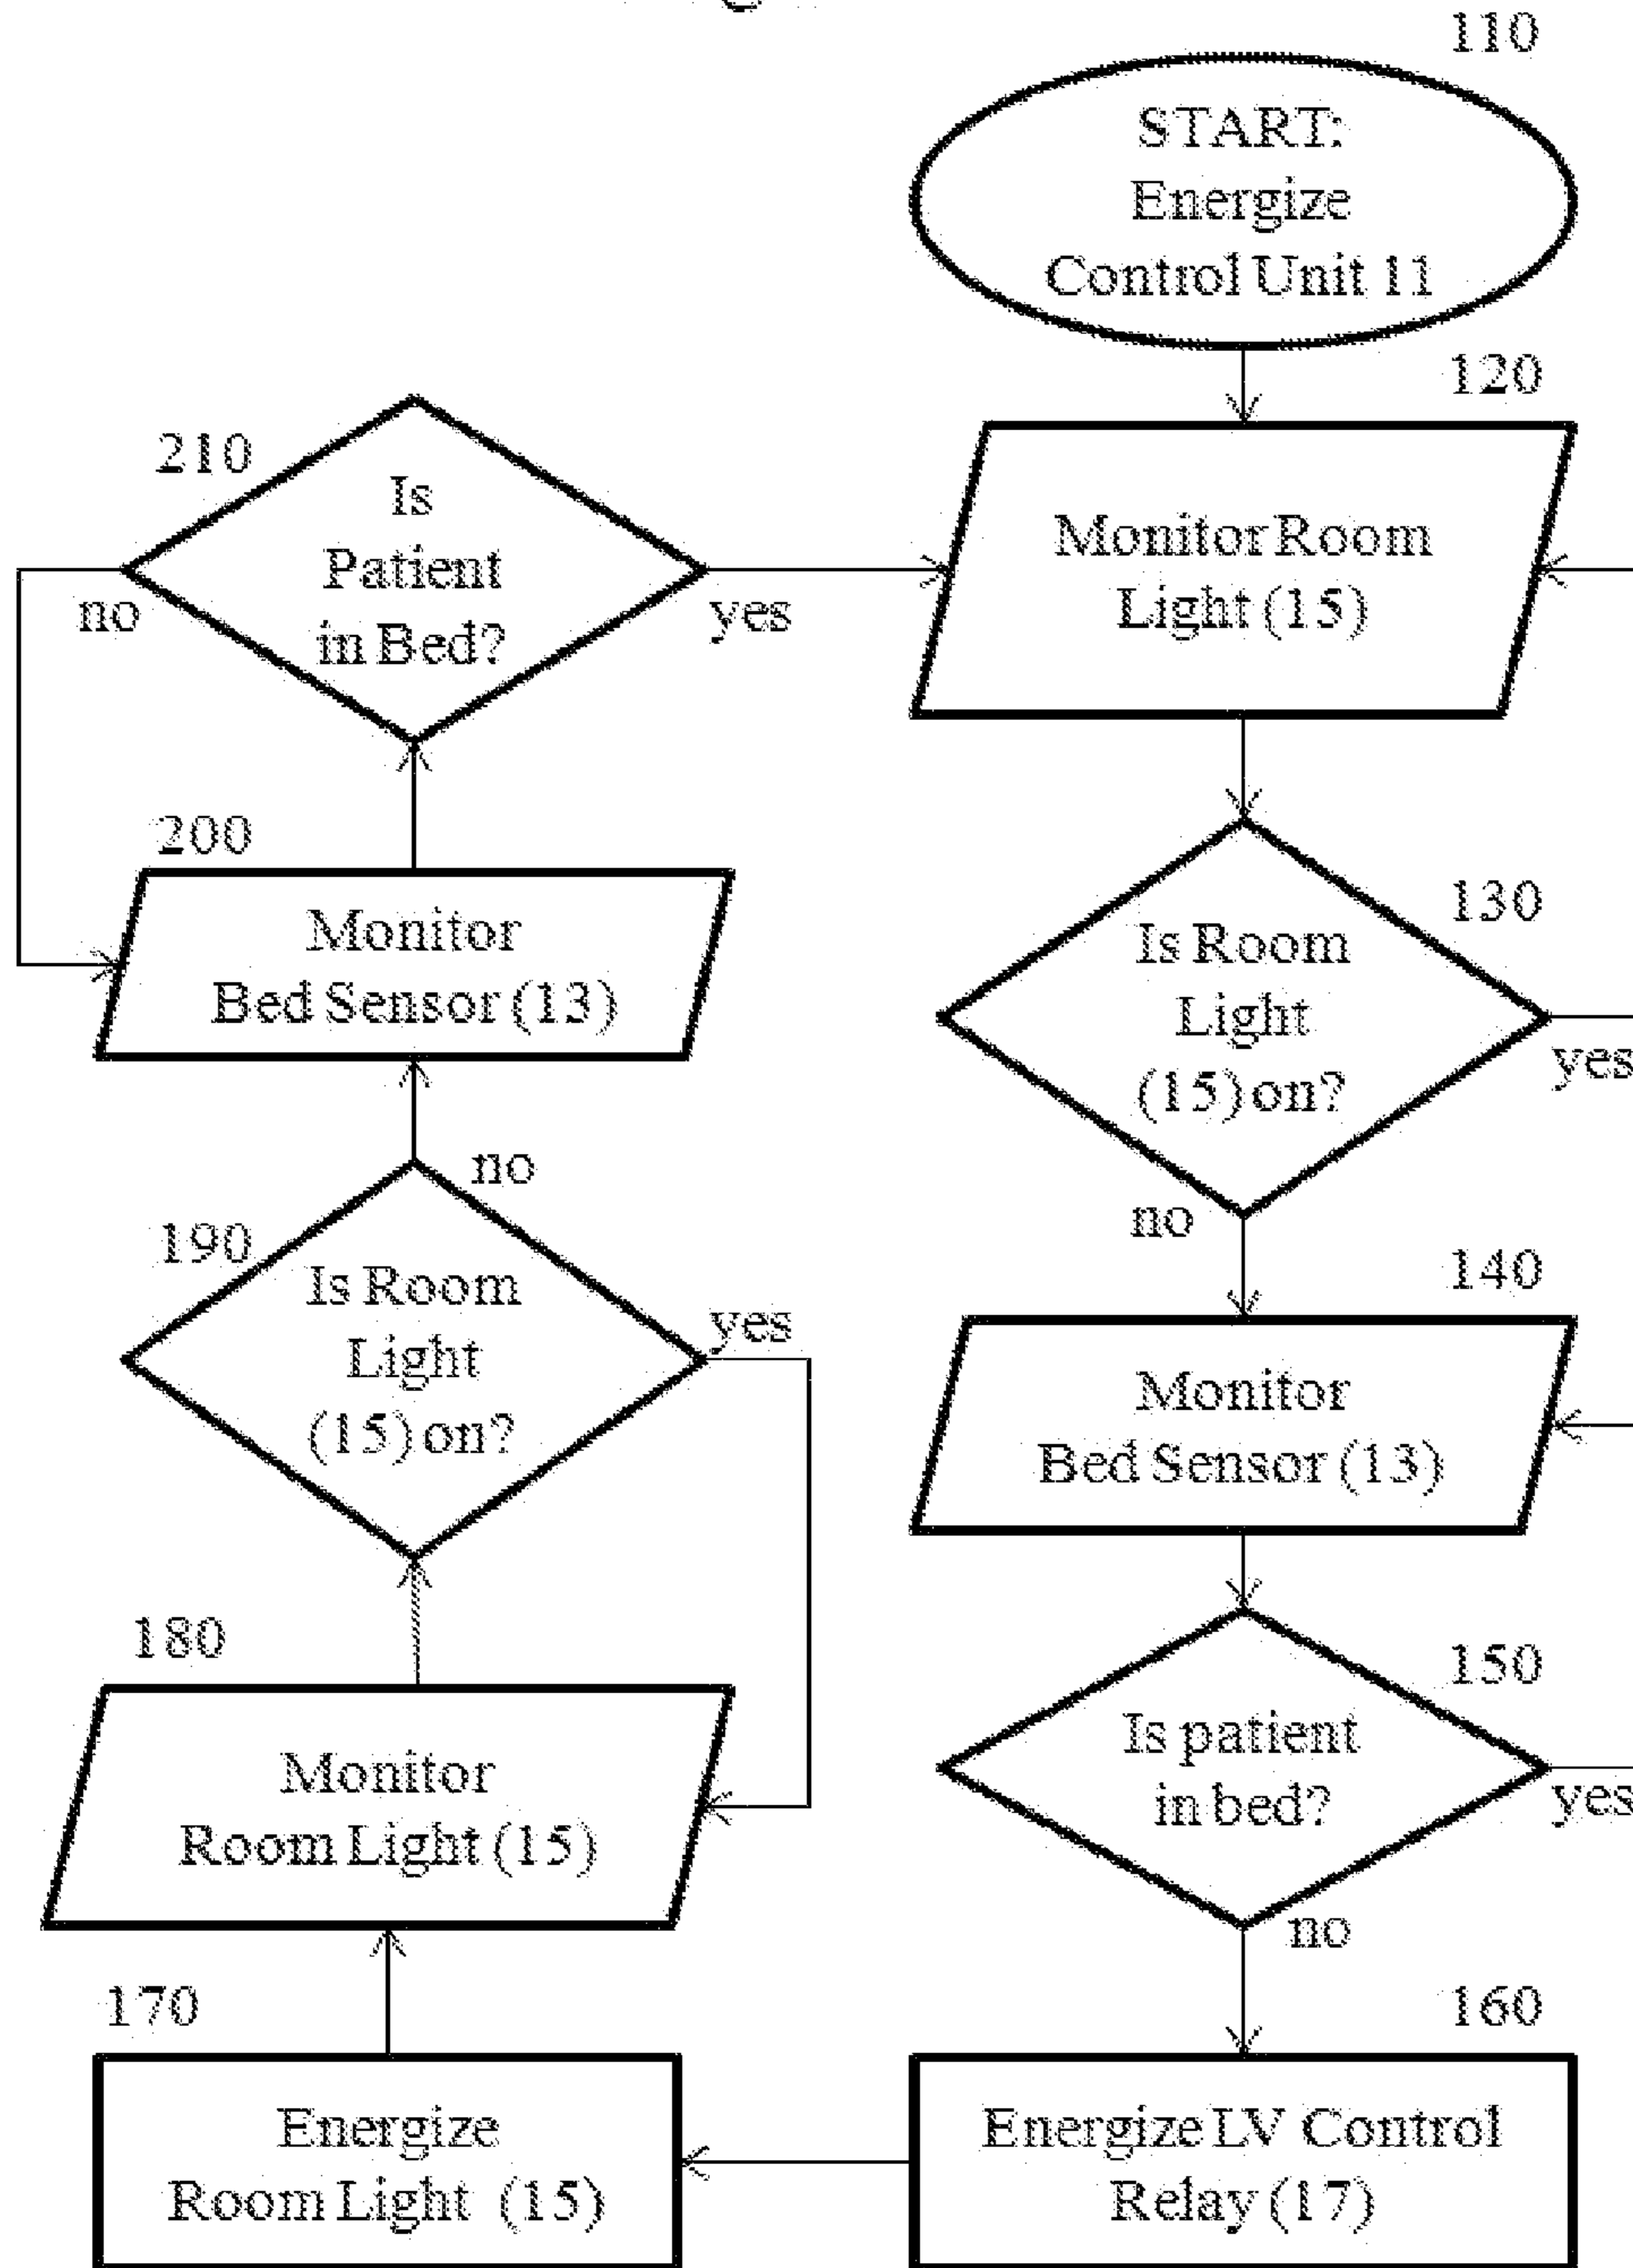 110
START:
Energize
Control Unit 11
120
Monitor Room
Light (15)
130
Is Room
Light
(15) on?
yes
no
140
Monitor
Bed Sensor (13)
150
Is patient
in bed?
yes
no
160
Energize LV Control
Relay (17)
170
Energize
Room Light (15)
180
Monitor
Room Light (15)
190
Is Room
Light
(15) on?
yes
no
200
Monitor
Bed Sensor (13)
210
Is
Patient
in Bed?
no
yes